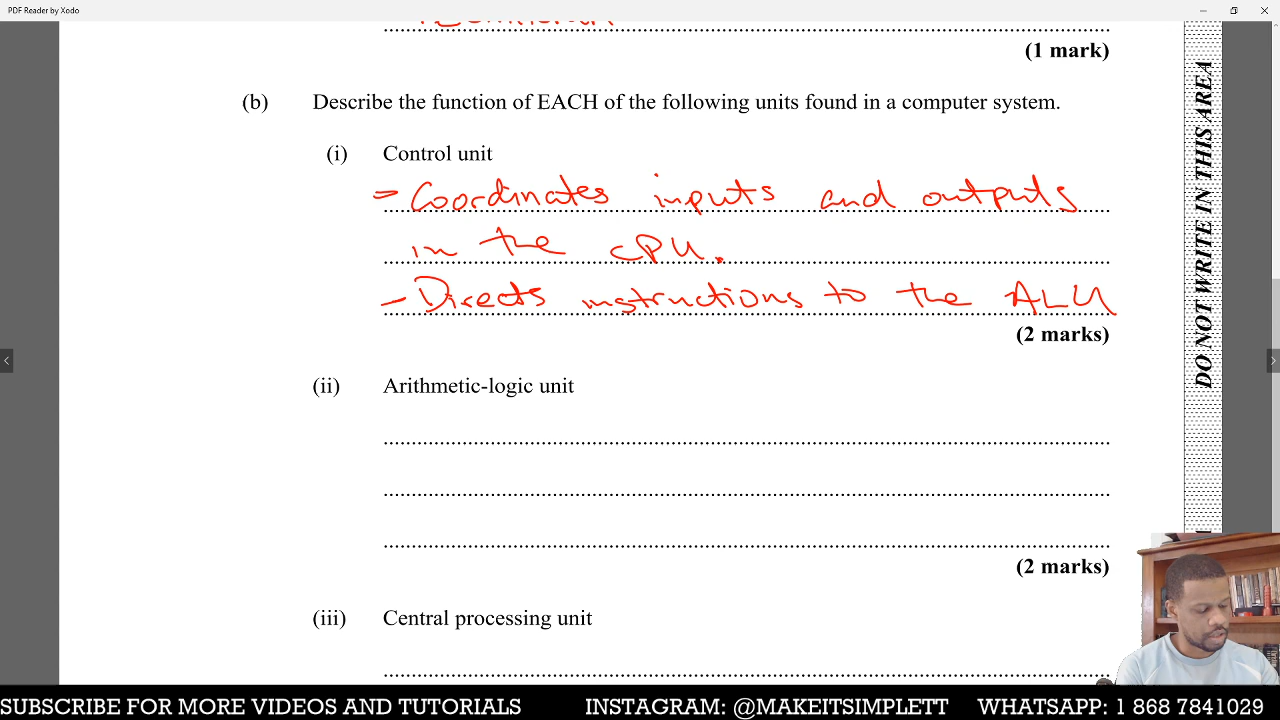 PDF Reader by Xodo
(1 mark)
(b) Describe the function of EACH of the following units found in a computer system.
(i) Control unit
- Coordinates inputs and outputs
in the CPU.
- Directs instructions to the ALU
(2 marks)
(ii) Arithmetic-logic unit
(2 marks)
(iii) Central processing unit
DO NOT WRITE IN THIS AREA
SUBSCRIBE FOR MORE VIDEOS AND TUTORIALS INSTAGRAM: @MAKEITSIMPLETT WHATSAPP: 1 868 7841029